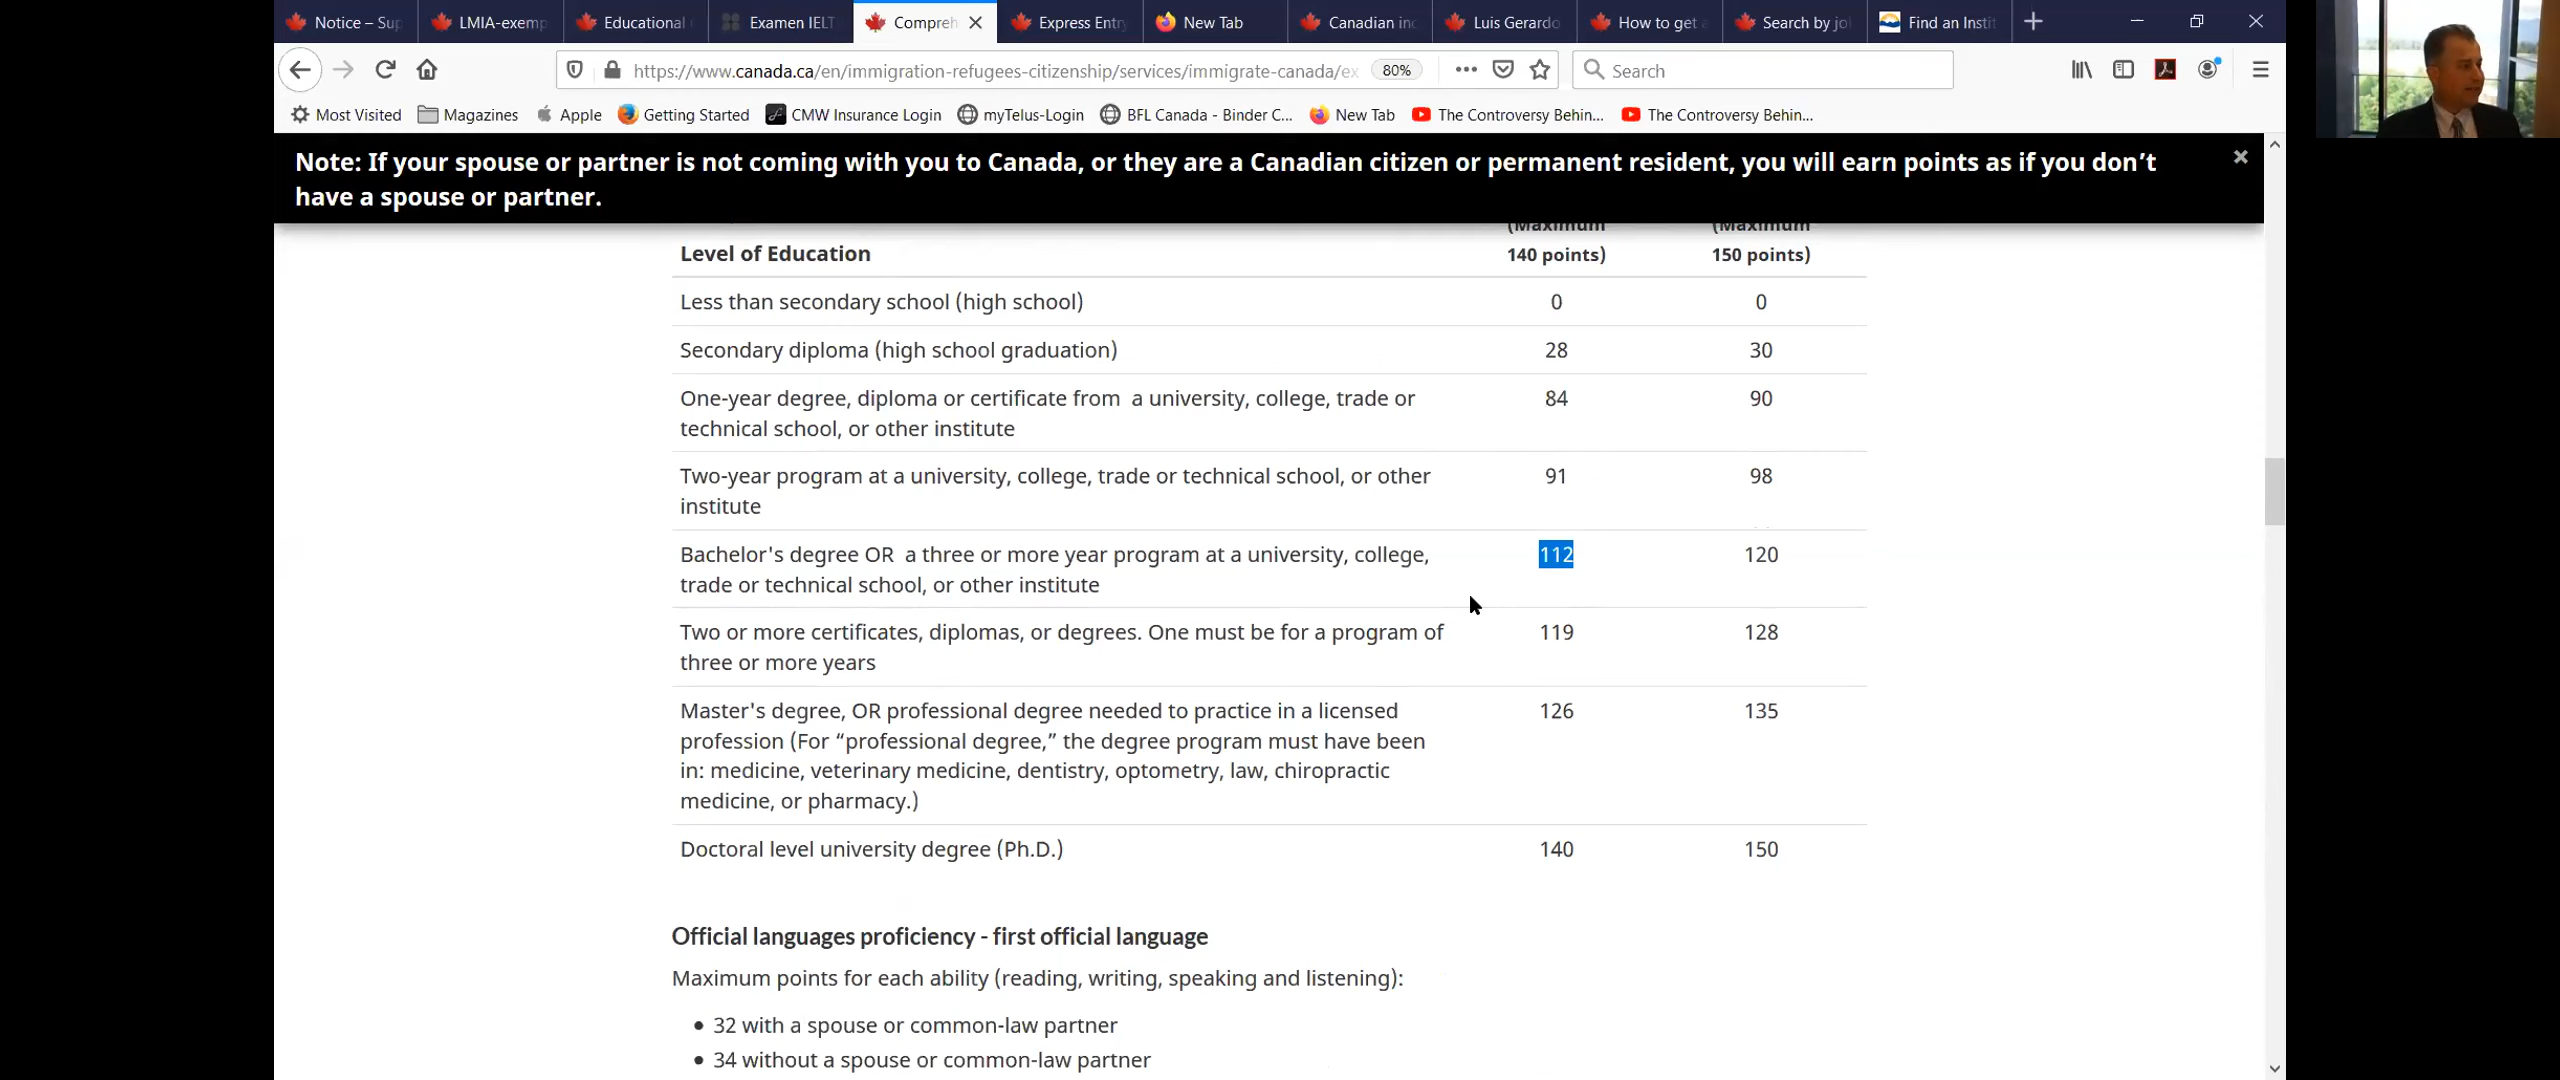 Notice – Sup
LMIA-exemp
Educational
Examen IELT
Compreh
Express Entry
New Tab
Canadian inc
Luis Gerardo
How to get a
Search by jo
Find an Insti
https://www.canada.ca/en/immigration-refugees-citizenship/services/immigrate-canada/ex
80%
Search
Most Visited
Magazines
Apple
Getting Started
CMW Insurance Login
myTelus-Login
BFL Canada - Binder C...
New Tab
The Controversy Behin...
The Controversy Behin...
Note: If your spouse or partner is not coming with you to Canada, or they are a Canadian citizen or permanent resident, you will earn points as if you don’t
have a spouse or partner.
(Maximum (Maximum
Level of Education 140 points) 150 points)
Less than secondary school (high school) 0 0
Secondary diploma (high school graduation) 28 30
One-year degree, diploma or certificate from a university, college, trade or 84 90
technical school, or other institute
Two-year program at a university, college, trade or technical school, or other 91 98
institute
Bachelor's degree OR a three or more year program at a university, college, 112 120
trade or technical school, or other institute
Two or more certificates, diplomas, or degrees. One must be for a program of 119 128
three or more years
Master's degree, OR professional degree needed to practice in a licensed 126 135
profession (For “professional degree,” the degree program must have been
in: medicine, veterinary medicine, dentistry, optometry, law, chiropractic
medicine, or pharmacy.)
Doctoral level university degree (Ph.D.) 140 150
Official languages proficiency - first official language
Maximum points for each ability (reading, writing, speaking and listening):
• 32 with a spouse or common-law partner
• 34 without a spouse or common-law partner